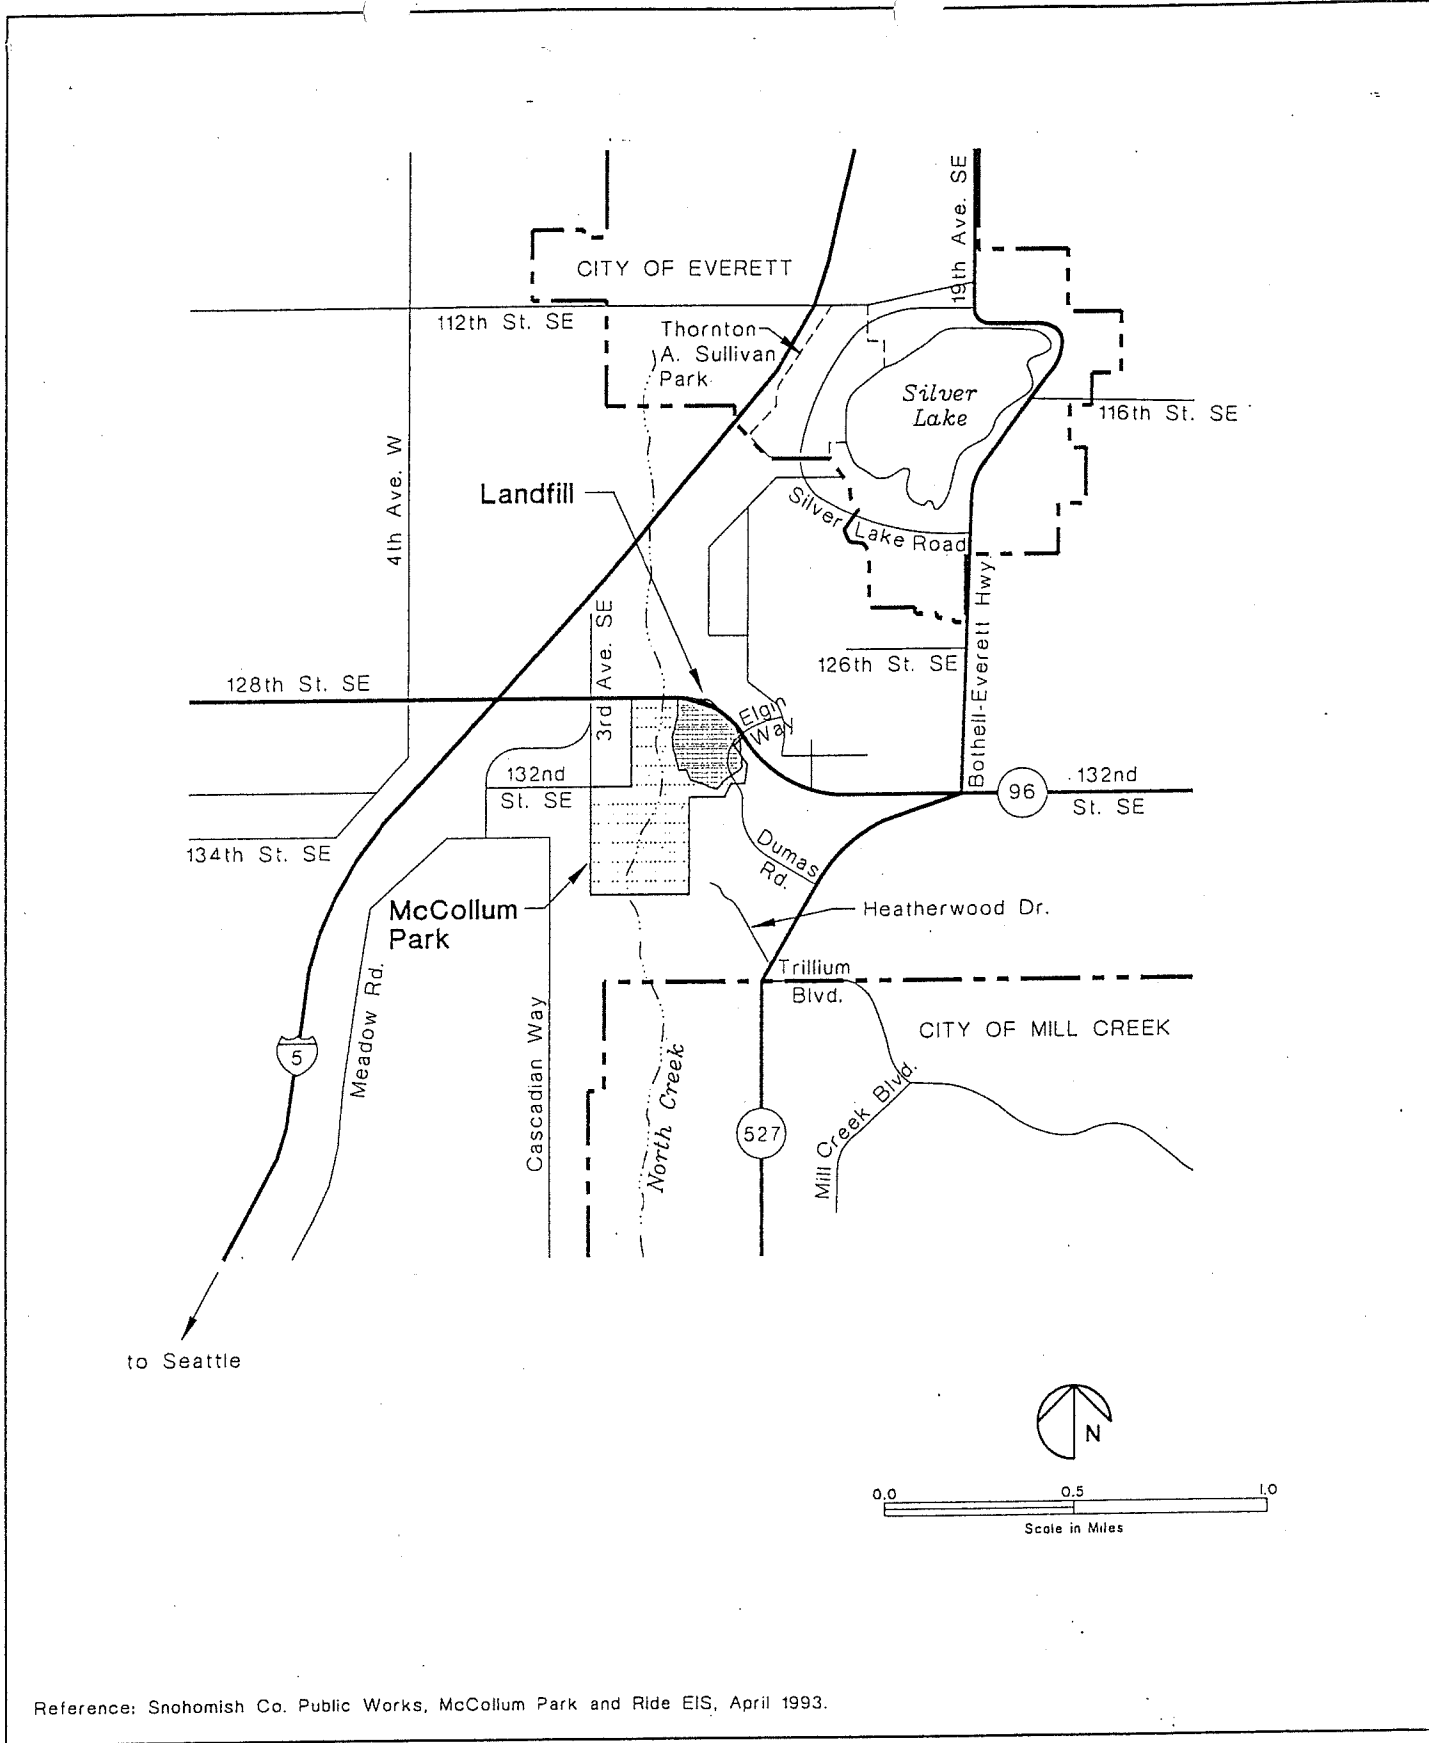 19th Ave. SE
CITY OF EVERETT
112th St. SE
Thornton
A. Sullivan
Park
Silver
Lake
116th St. SE
4th Ave. W
Landfill
Silver Lake Road
Bothell-Everett Hwy.
3rd Ave. SE
126th St. SE
128th St. SE
Elgin
Way
132nd
St. SE
96
132nd
St. SE
134th St. SE
Dumas
Rd.
McCollum
Park
Heatherwood Dr.
Trillium
Blvd.
CITY OF MILL CREEK
Meadow Rd.
5
Cascadian Way
North Creek
527
Mill Creek Blvd.
to Seattle
N
0.0 0.5 1.0
Scale in Miles
Reference: Snohomish Co. Public Works, McCollum Park and Ride EIS, April 1993.